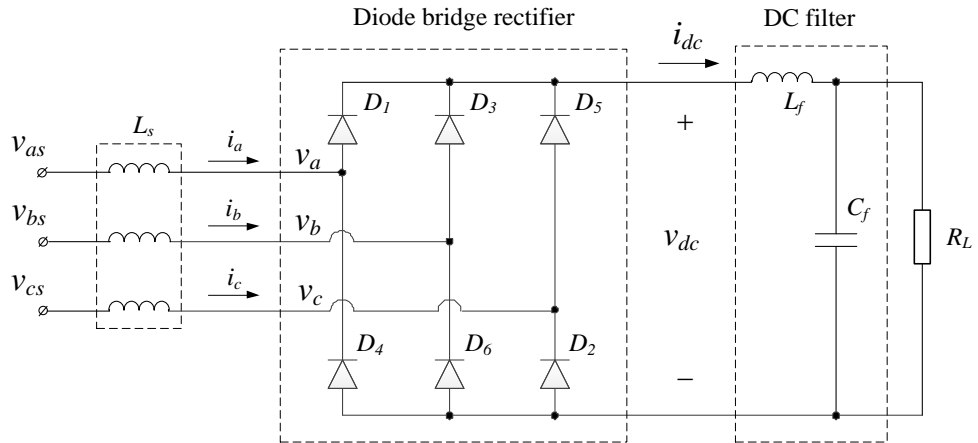 Diode bridge rectifier
DC filter
i_dc
D_1
D_3
D_5
L_f
L_s
v_as
i_a
v_a
+
v_bs
i_b
v_b
v_dc
C_f
R_L
v_cs
i_c
v_c
D_4
D_6
D_2
−